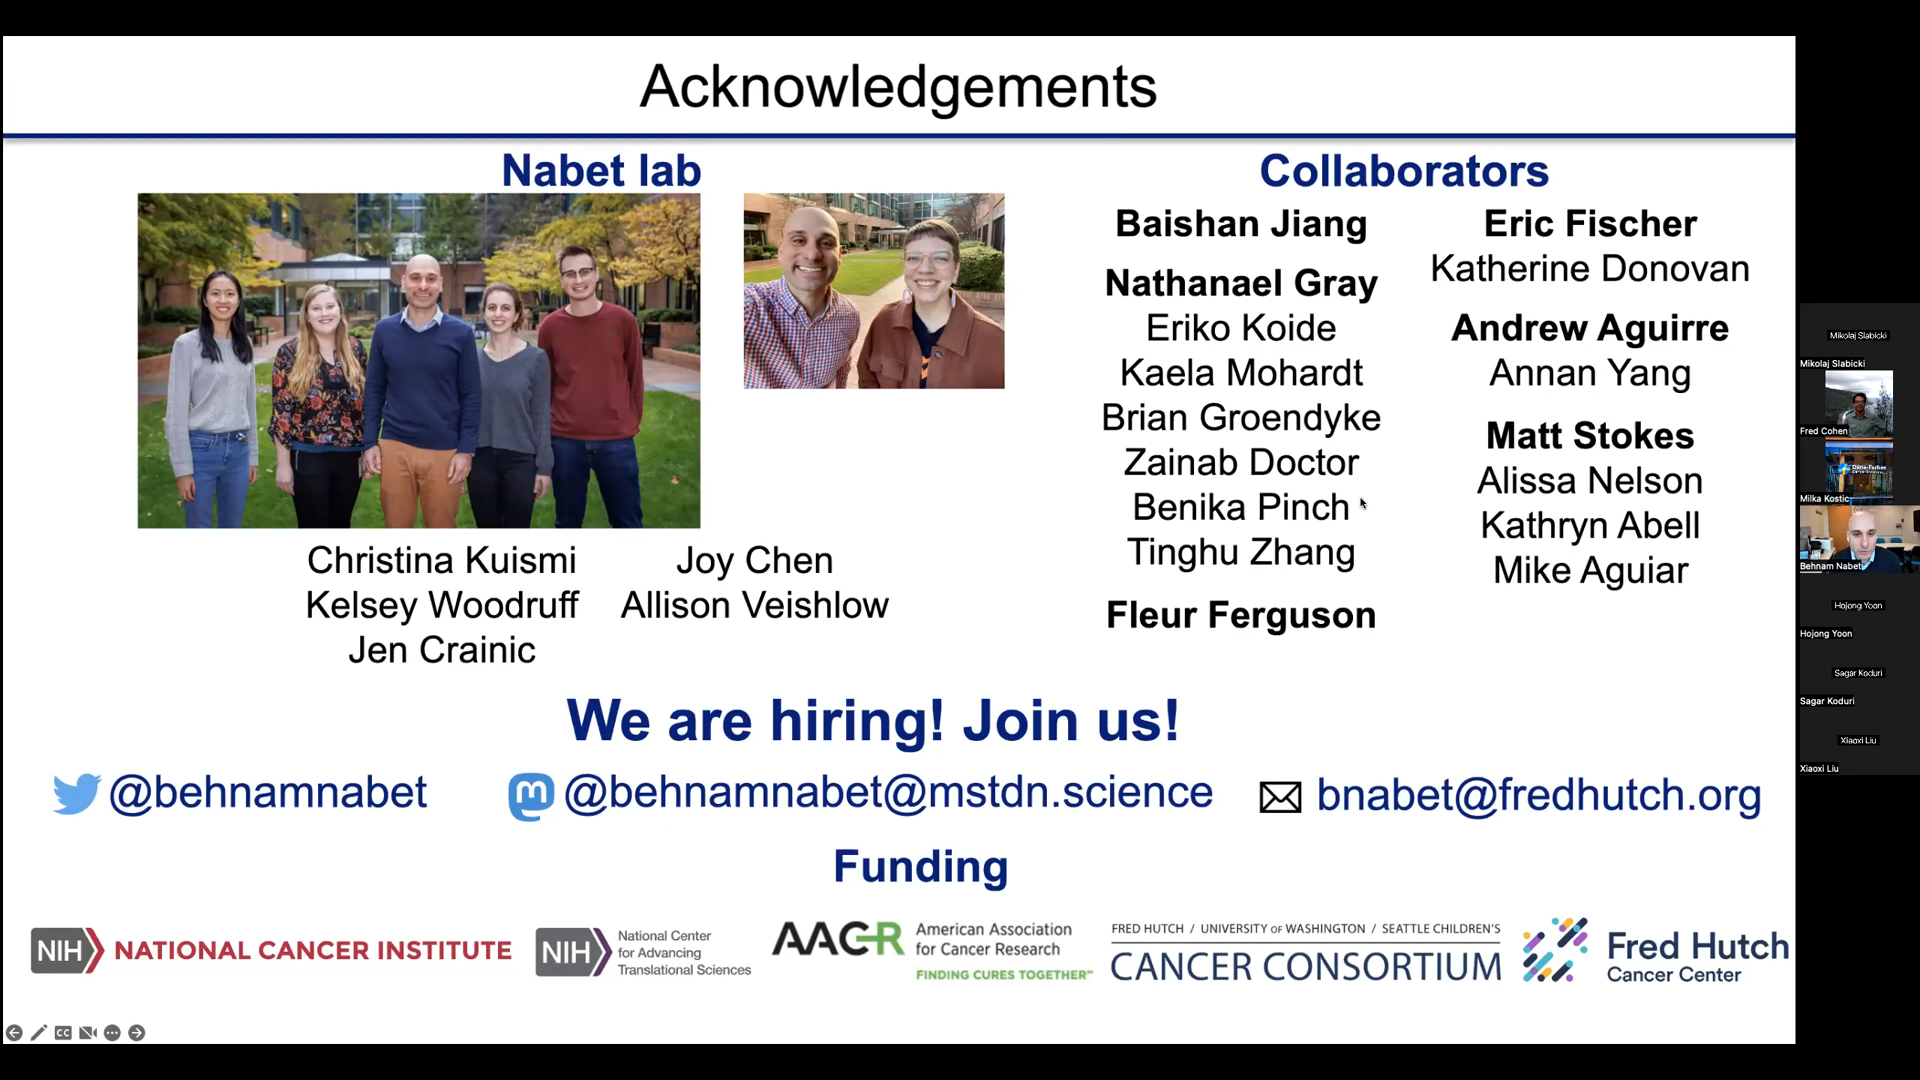 Acknowledgements
Nabet lab
Christina Kuismi
Kelsey Woodruff
Jen Crainic
Joy Chen
Allison Veishlow
Collaborators
Baishan Jiang
Nathanael Gray
Eriko Koide
Kaela Mohardt
Brian Groendyke
Zainab Doctor
Benika Pinch
Tinghu Zhang
Fleur Ferguson
Eric Fischer
Katherine Donovan
Andrew Aguirre
Annan Yang
Matt Stokes
Alissa Nelson
Kathryn Abell
Mike Aguiar
We are hiring! Join us!
@behnamnabet
@behnamnabet@mstdn.science
bnabet@fredhutch.org
Funding
NIH NATIONAL CANCER INSTITUTE
NIH National Center
for Advancing
Translational Sciences
AACR American Association
for Cancer Research
FINDING CURES TOGETHER℠
FRED HUTCH / UNIVERSITY OF WASHINGTON / SEATTLE CHILDREN'S
CANCER CONSORTIUM
Fred Hutch
Cancer Center
CC
Mikolaj Slabicki
Mikolaj Slabicki
Fred Cohen
Dana-Farber
Milka Kostic
Behnam Nabet
Hojong Yoon
Hojong Yoon
Sagar Koduri
Sagar Koduri
Xiaoxi Liu
Xiaoxi Liu